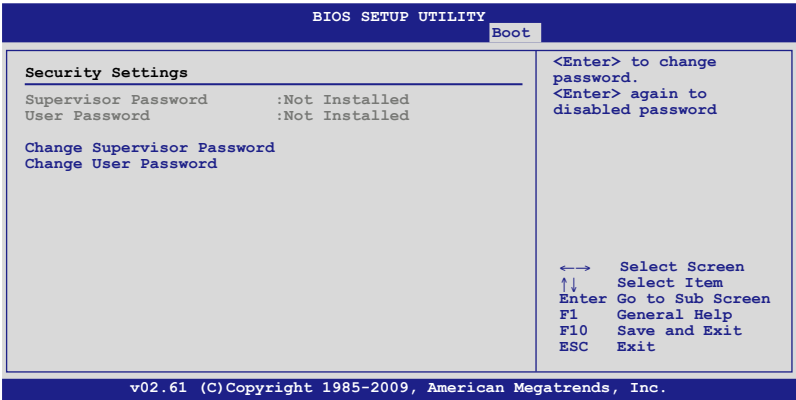 BIOS SETUP UTILITY
Boot
Security Settings
Supervisor Password :Not Installed
User Password :Not Installed
Change Supervisor Password
Change User Password
<Enter> to change
password.
<Enter> again to
disabled password
←→ Select Screen
↑↓ Select Item
Enter Go to Sub Screen
F1 General Help
F10 Save and Exit
ESC Exit
v02.61 (C)Copyright 1985-2009, American Megatrends, Inc.